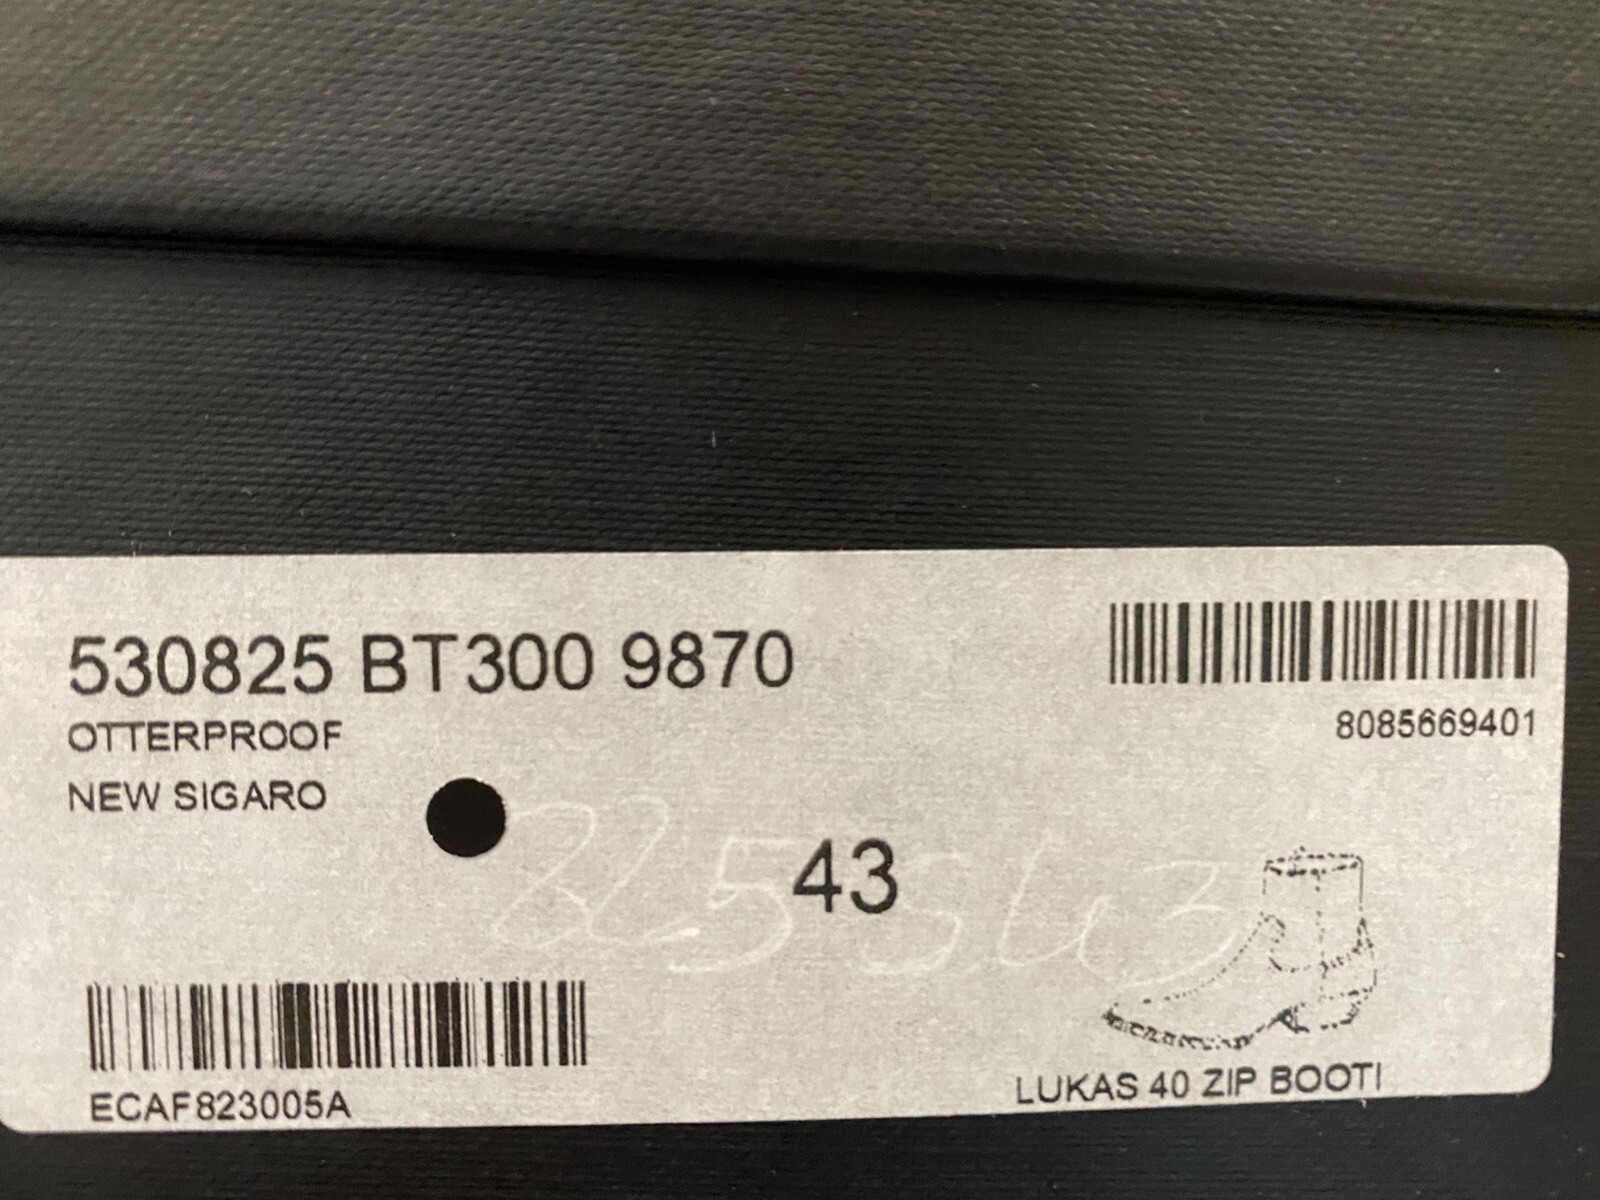 530825 BT300 9870
OTTERPROOF
NEW SIGARO
8085669401
43
ECAF823005A
LUKAS 40 ZIP BOOTI